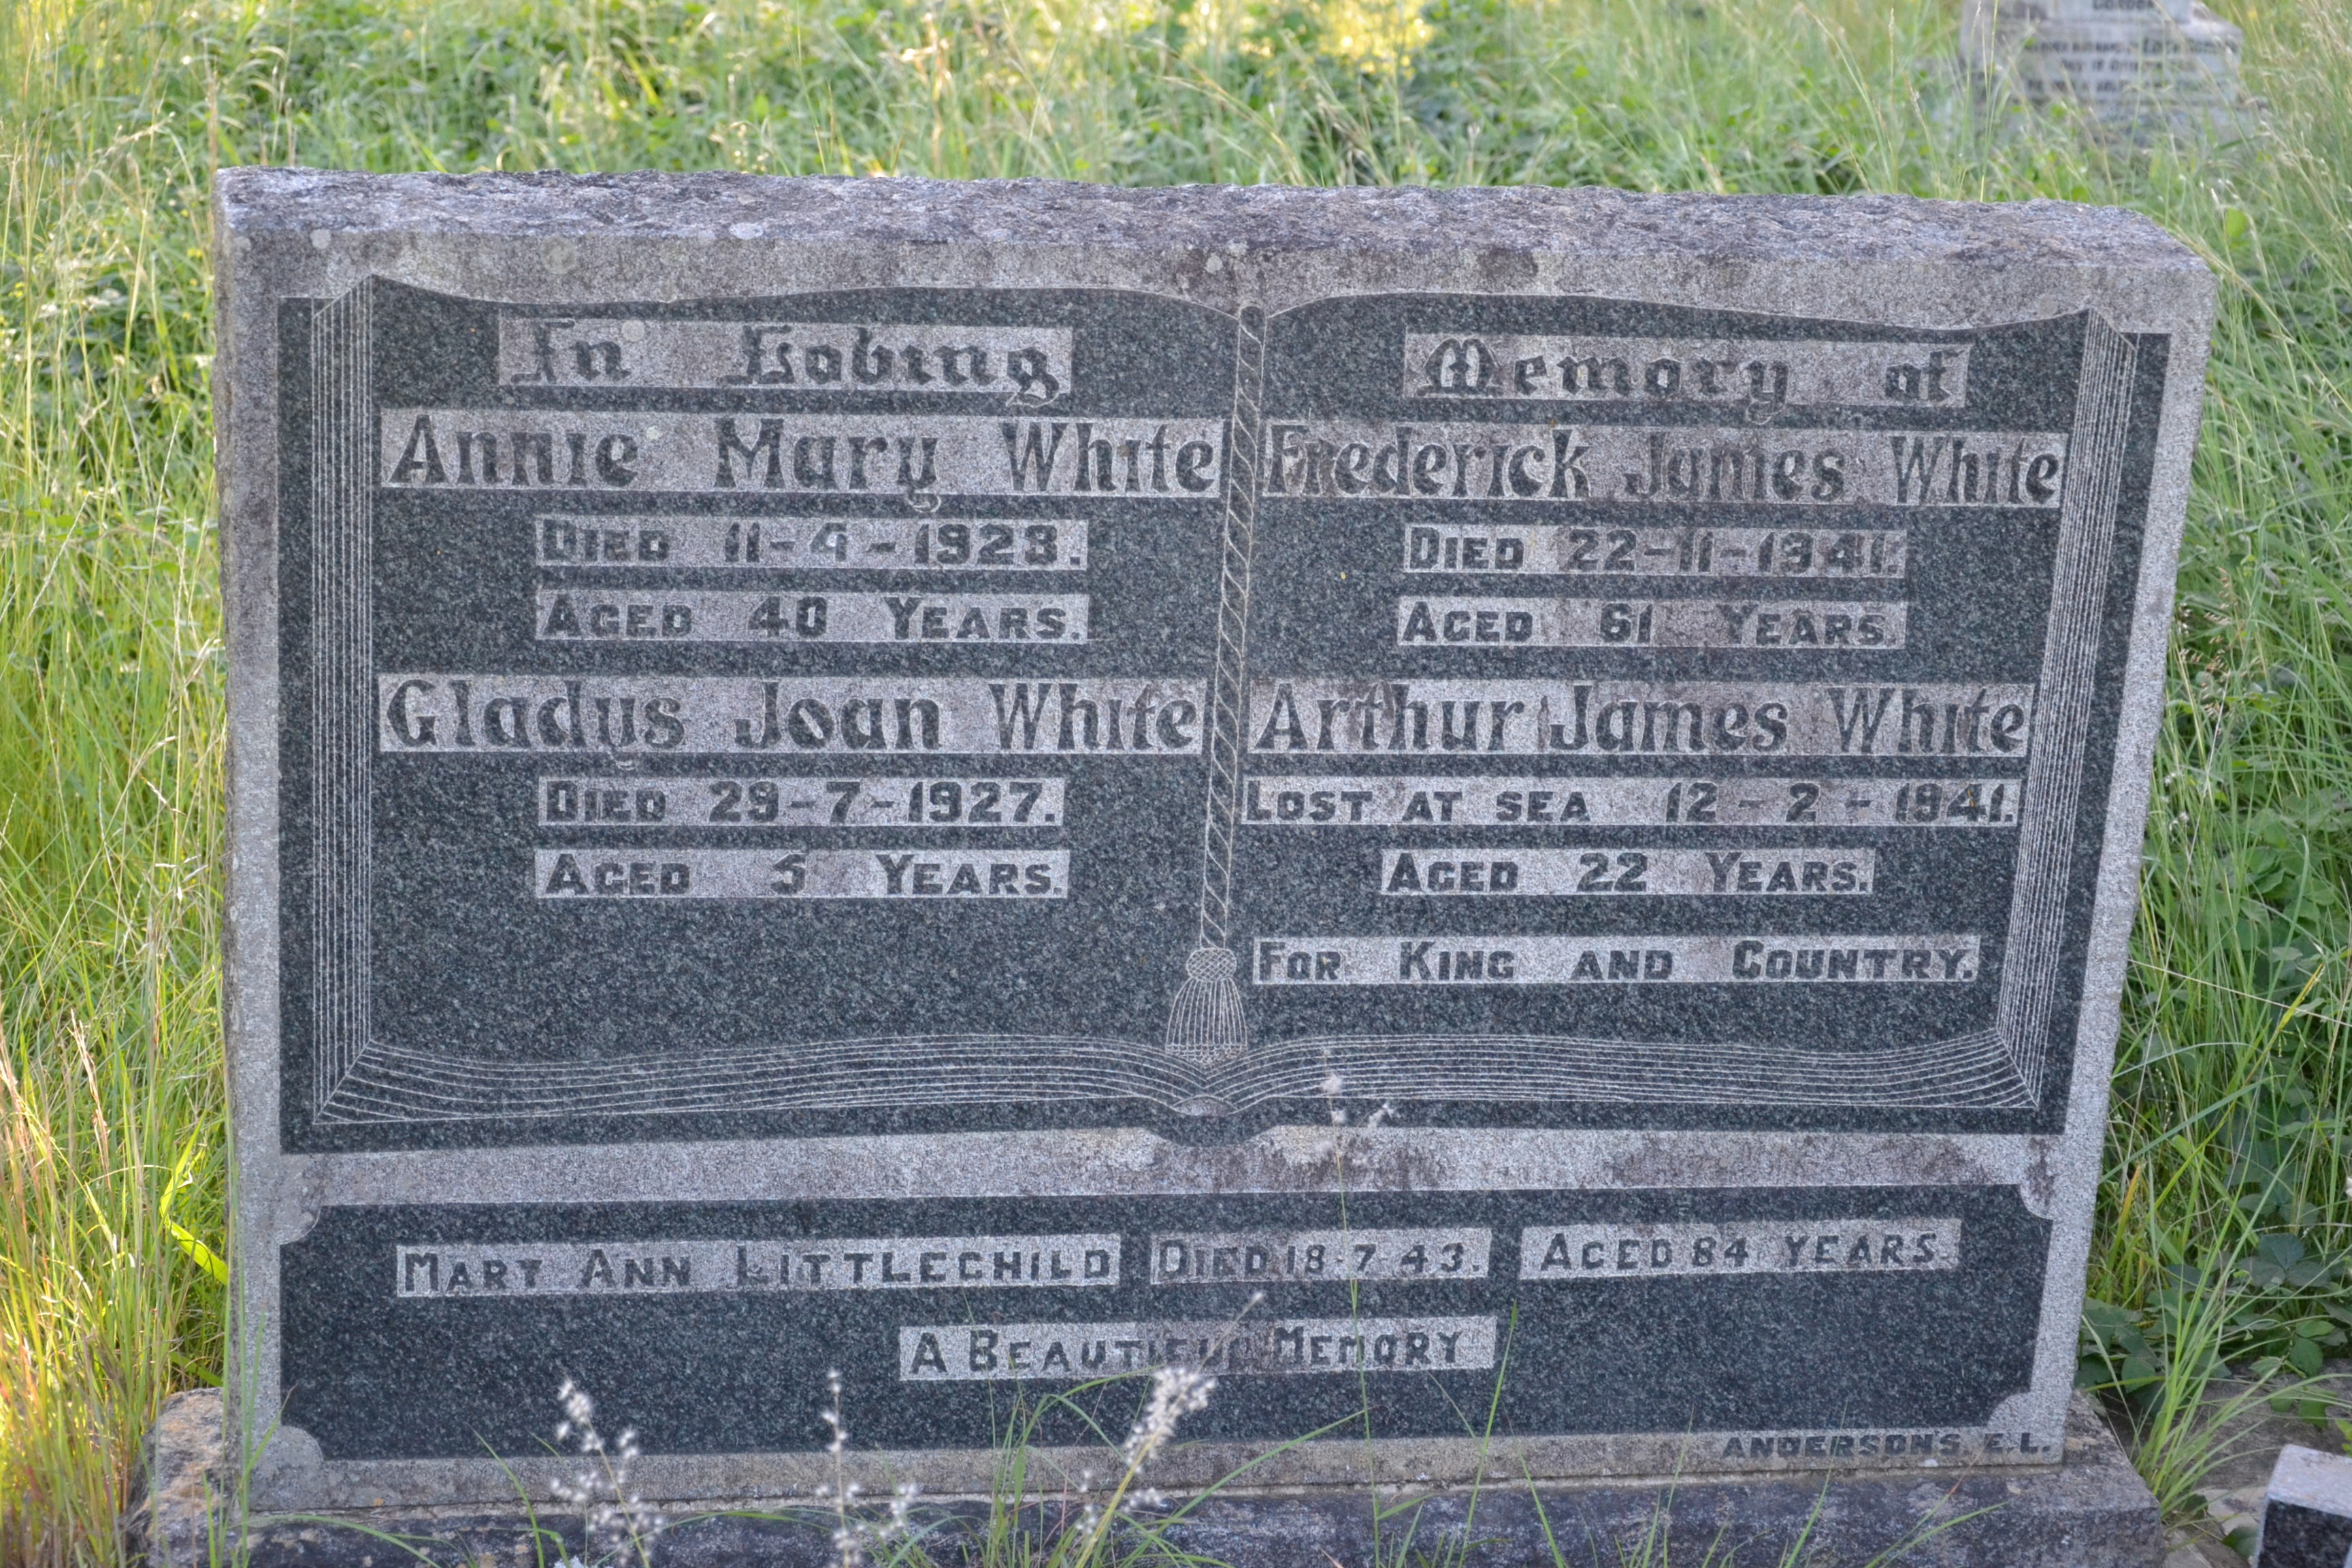 In Loving
Annie Mary White
Died 11-4-1923.
Aged 40 Years.
Gladys Joan White
Died 29-7-1927.
Aged 5 Years.
Memory of
Frederick James White
Died 22-11-1941.
Aged 61 Years.
Arthur James White
Lost at sea 12-2-1941.
Aged 22 Years.
For King and Country.
Mary Ann Littlechild Died 18-7-43. Aged 84 years.
A Beautiful Memory
Andersons E.L.